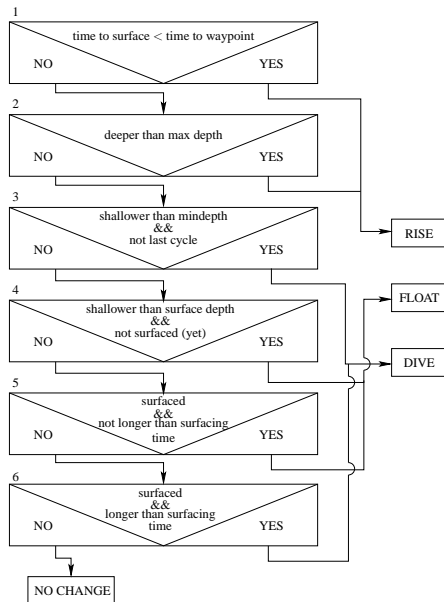 1
time to surface < time to waypoint
NO YES
2
deeper than max depth
NO YES
3
shallower than mindepth
&&
not last cycle
NO YES
RISE
4
shallower than surface depth
&&
not surfaced (yet)
NO YES
FLOAT
DIVE
5
surfaced
&&
not longer than surfacing
time
NO YES
6
surfaced
&&
longer than surfacing
time
NO YES
NO CHANGE